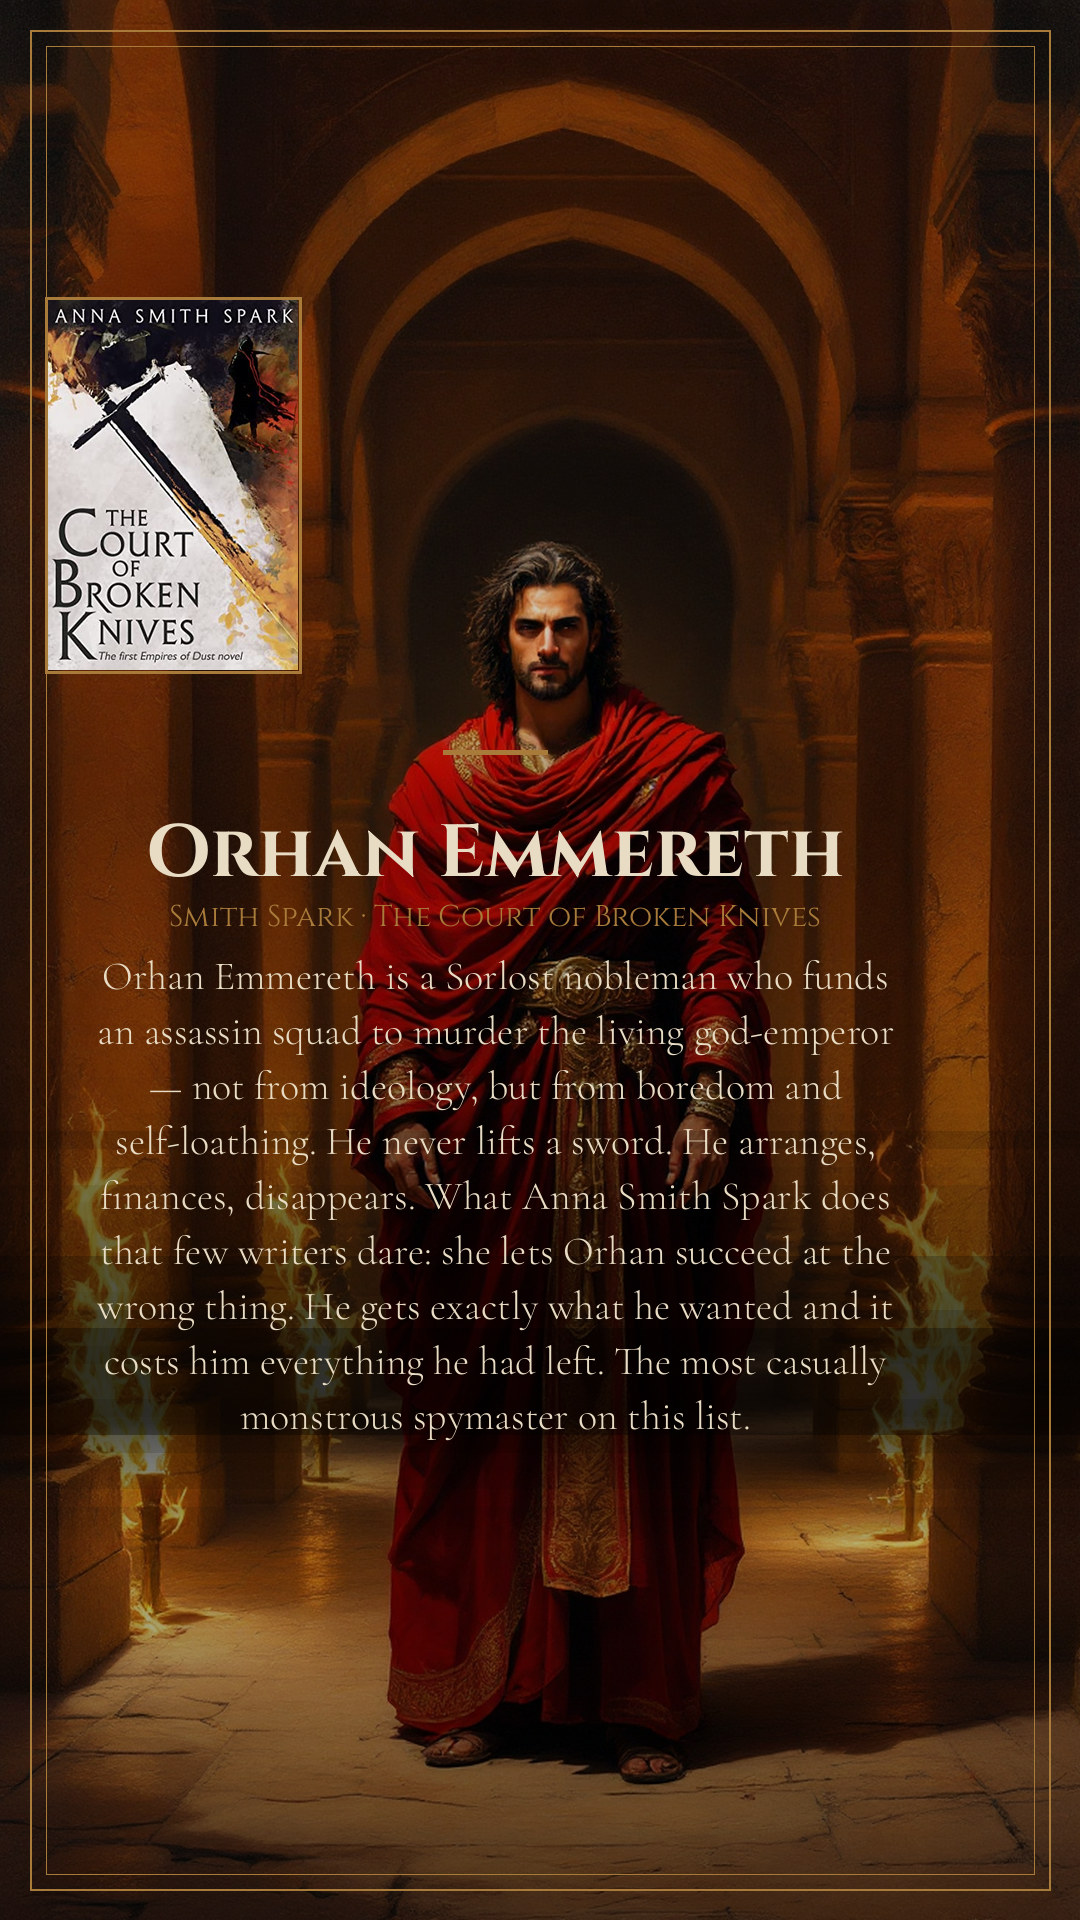 ANNA SMITH SPARK
THE
COURT
OF
BROKEN
KNIVES
The first Empires of Dust novel
ORHAN EMMERETH
SMITH SPARK · THE COURT OF BROKEN KNIVES
Orhan Emmereth is a Sorlost nobleman who funds
an assassin squad to murder the living god-emperor
— not from ideology, but from boredom and
self-loathing. He never lifts a sword. He arranges,
finances, disappears. What Anna Smith Spark does
that few writers dare: she lets Orhan succeed at the
wrong thing. He gets exactly what he wanted and it
costs him everything he had left. The most casually
monstrous spymaster on this list.